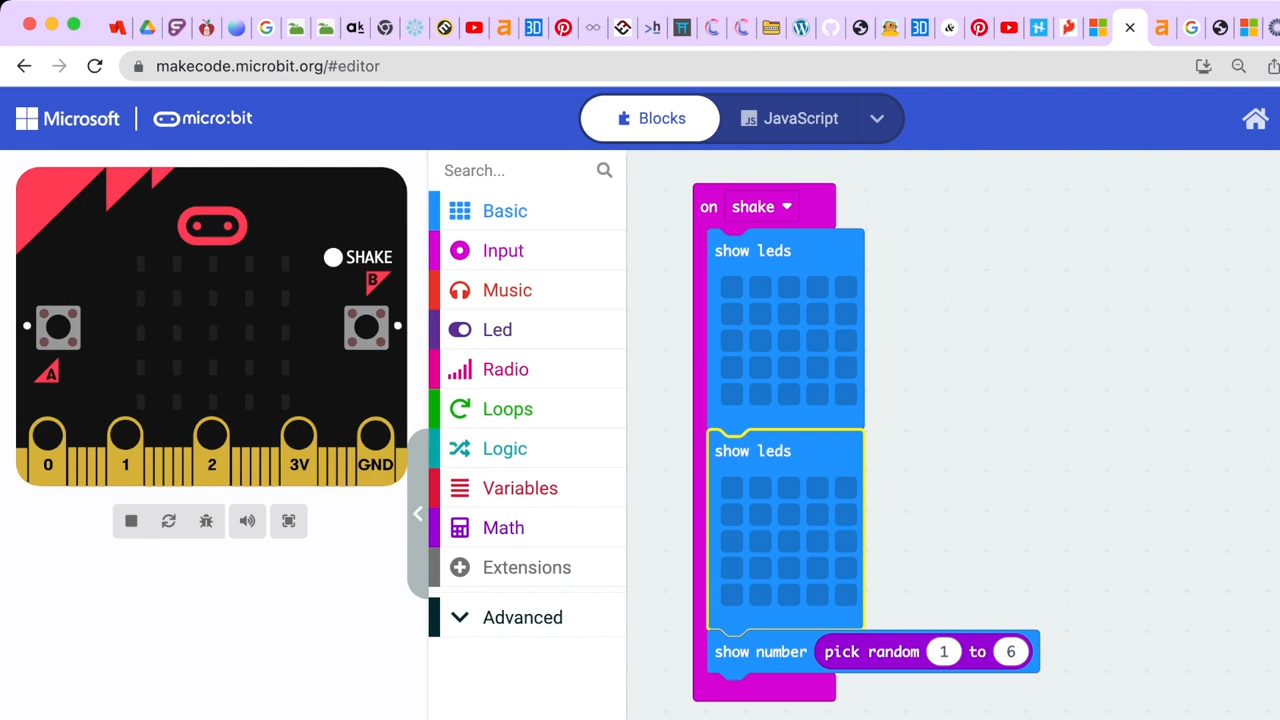 makecode.microbit.org/#editor
Microsoft
micro:bit
Blocks
JS
JavaScript
SHAKE
B
A
0
1
2
3V
GND
Search...
Basic
Input
Music
Led
Radio
Loops
Logic
Variables
Math
Extensions
Advanced
on shake
show leds
show leds
show number pick random 1 to 6